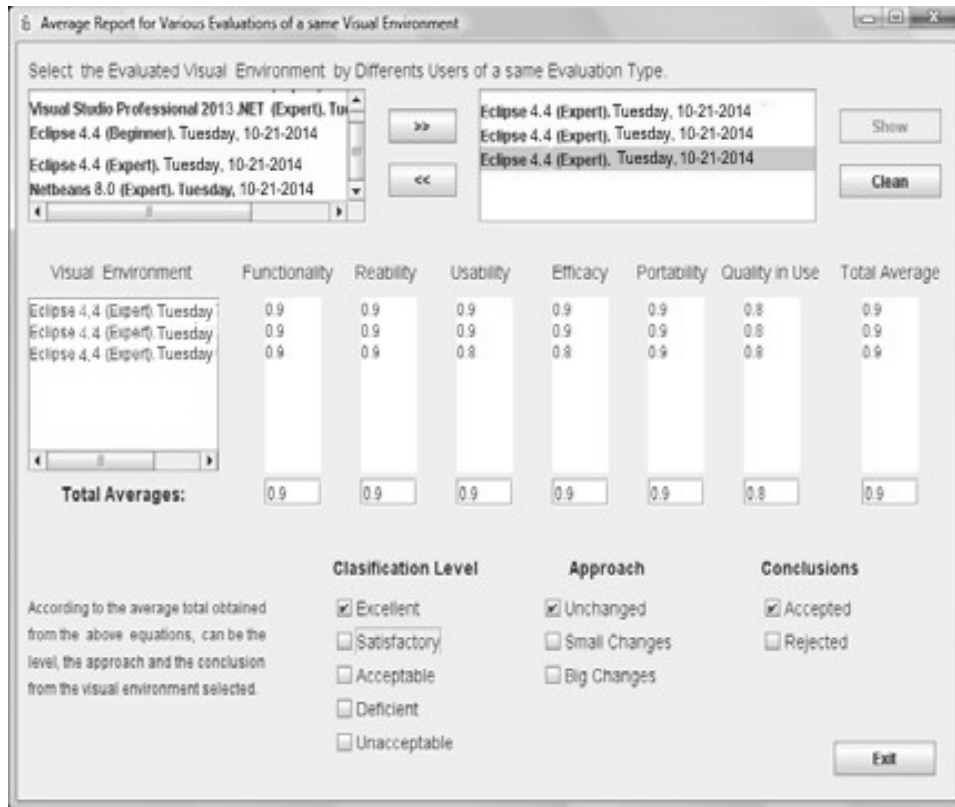 Average Report for Various Evaluations of a same Visual Environment
Select the Evaluated Visual Environment by Differents Users of a same Evaluation Type.
Visual Studio Professional 2013 .NET (Expert). Tue
Eclipse 4.4 (Beginner). Tuesday, 10-21-2014
Eclipse 4.4 (Expert). Tuesday, 10-21-2014
Netbeans 8.0 (Expert). Tuesday, 10-21-2014
>>
<<
Eclipse 4.4 (Expert). Tuesday, 10-21-2014
Eclipse 4.4 (Expert). Tuesday, 10-21-2014
Eclipse 4.4 (Expert). Tuesday, 10-21-2014
Show
Clean
Visual Environment Functionality Reability Usability Efficacy Portability Quality in Use Total Average
Eclipse 4.4 (Expert). Tuesday 0.9 0.9 0.9 0.9 0.9 0.8 0.9
Eclipse 4.4 (Expert). Tuesday 0.9 0.9 0.9 0.9 0.9 0.8 0.9
Eclipse 4.4 (Expert). Tuesday 0.9 0.9 0.8 0.8 0.9 0.8 0.9
Total Averages: 0.9 0.9 0.9 0.9 0.9 0.8 0.9
According to the average total obtained
from the above equations, can be the
level, the approach and the conclusion
from the visual environment selected.
Clasification Level
Excellent
Satisfactory
Acceptable
Deficient
Unacceptable
Approach
Unchanged
Small Changes
Big Changes
Conclusions
Accepted
Rejected
Exit